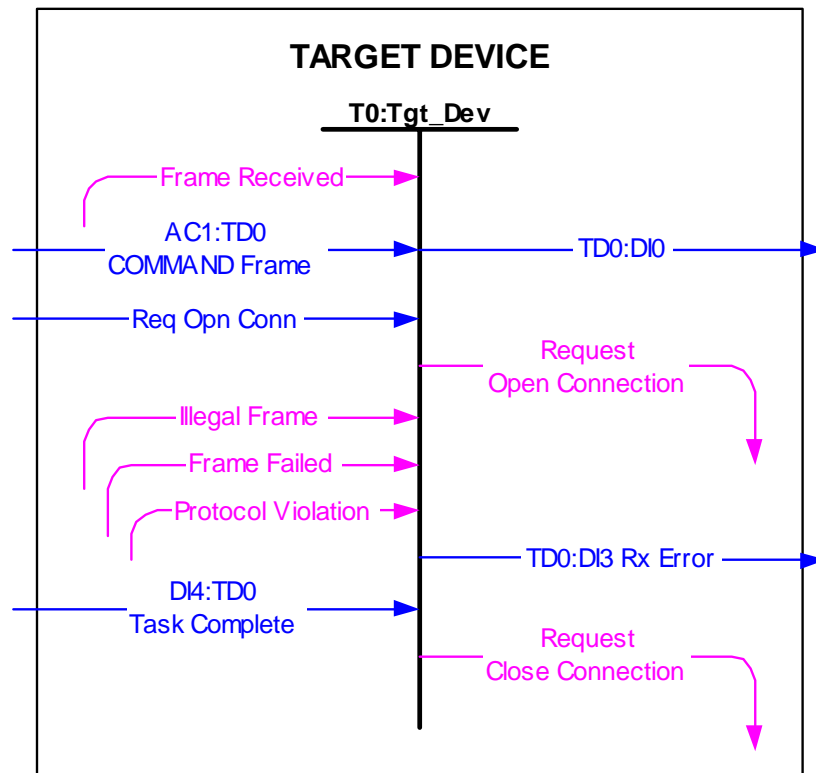 TARGET DEVICE
T0:Tgt_Dev
Frame Received
AC1:TD0
COMMAND Frame
TD0:DI0
Req Opn Conn
Request
Open Connection
Illegal Frame
Frame Failed
Protocol Violation
TD0:DI3 Rx Error
DI4:TD0
Task Complete
Request
Close Connection